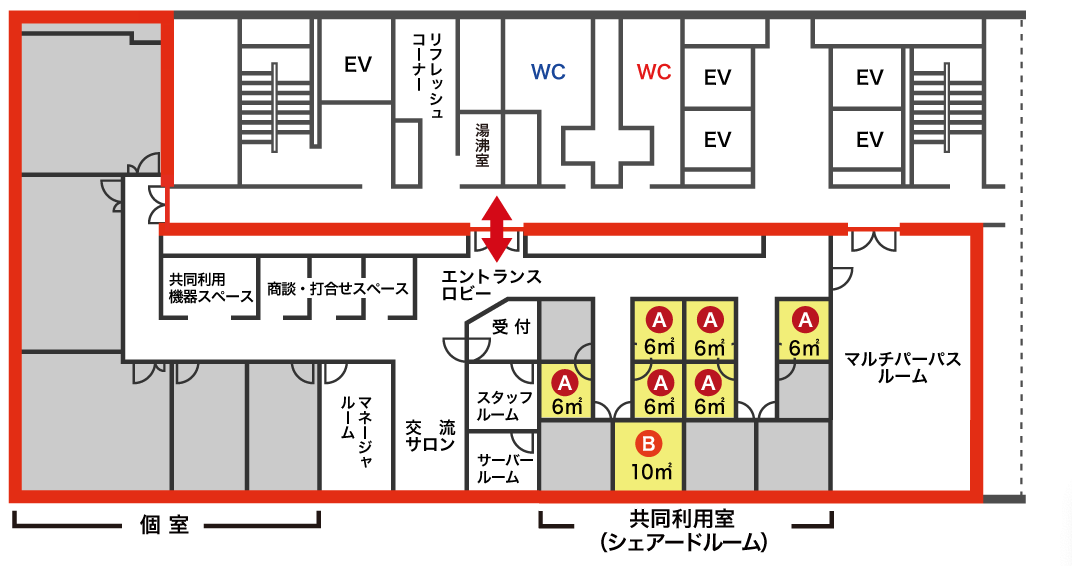 EV
リフレッシュ
コーナー
WC
WC
EV
EV
EV
EV
湯沸室
共同利用
機器スペース
商談・打合せスペース
エントランス
ロビー
受付
A
6㎡
A
6㎡
A
6㎡
A
6㎡
A
6㎡
A
6㎡
B
10㎡
マルチパーパス
ルーム
マネージャ
ルーム
交流
サロン
スタッフ
ルーム
サーバー
ルーム
個室
共同利用室
(シェアードルーム)